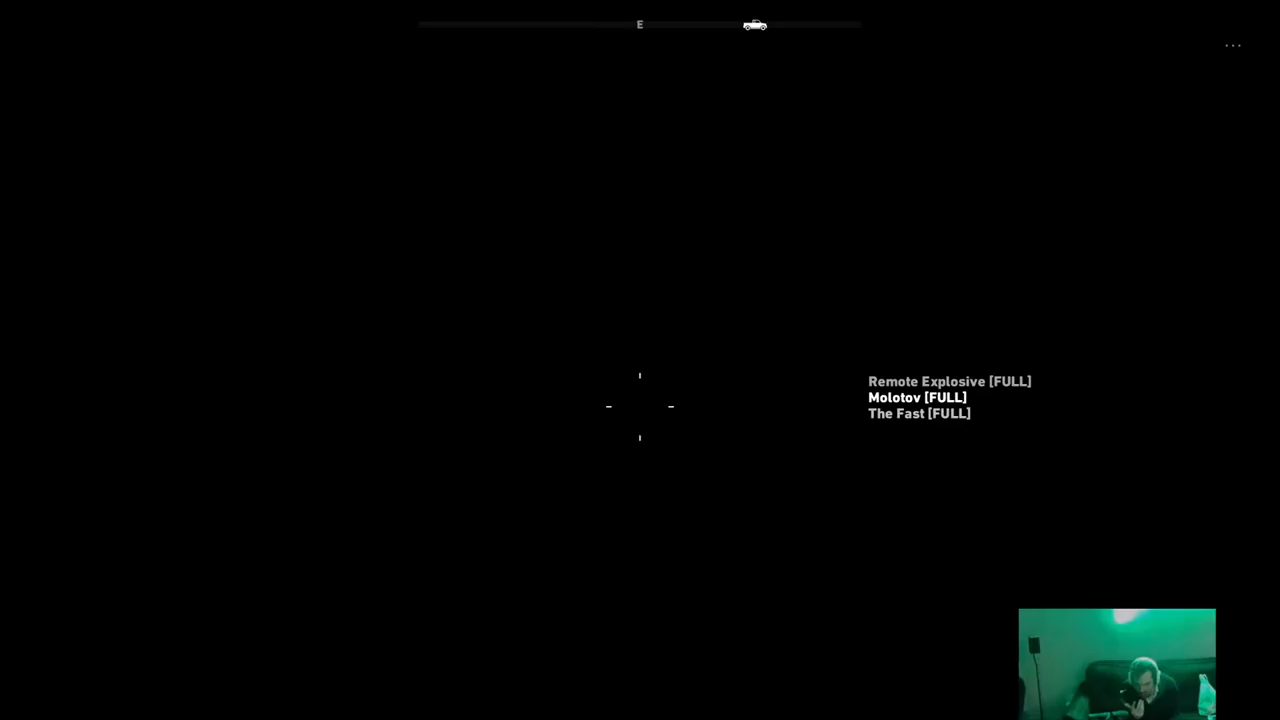 E
...
Remote Explosive [FULL]
Molotov [FULL]
The Fast [FULL]